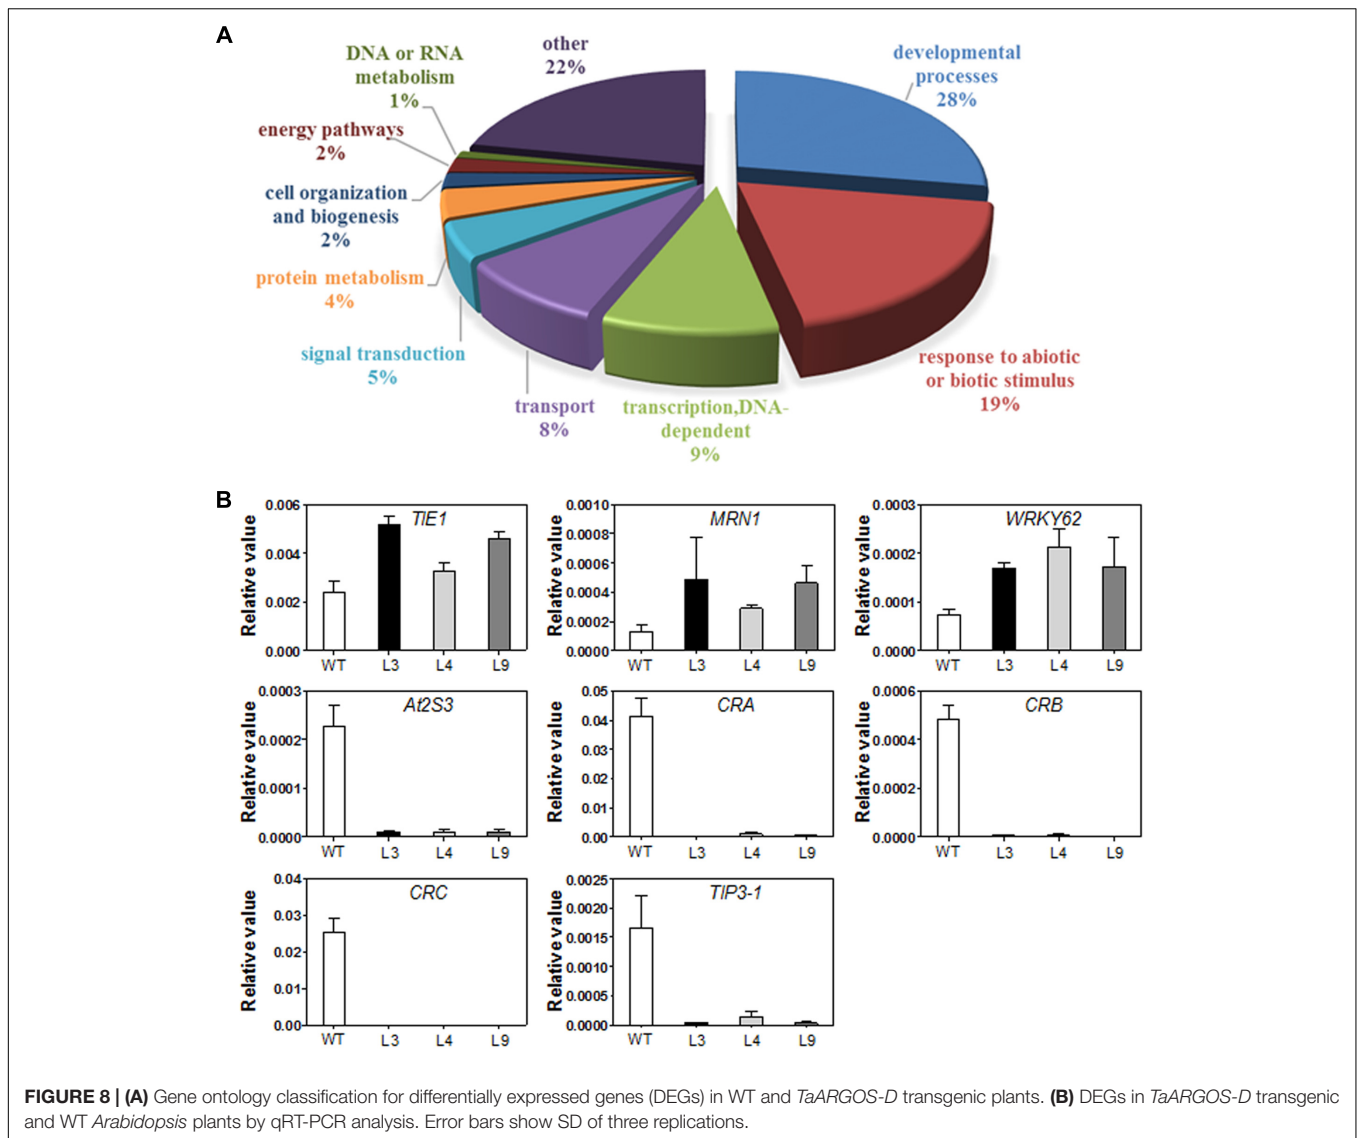 A
other
22%
DNA or RNA
metabolism
1%
energy pathways
2%
cell organization
and biogenesis
2%
protein metabolism
4%
signal transduction
5%
transport
8%
transcription,DNA-
dependent
9%
response to abiotic
or biotic stimulus
19%
developmental
processes
28%
B
Relative value
0.006
0.004
0.002
0.000
TIE1
WT L3 L4 L9
Relative value
0.0010
0.0008
0.0006
0.0004
0.0002
0.0000
MRN1
WT L3 L4 L9
Relative value
0.0003
0.0002
0.0001
0.0000
WRKY62
WT L3 L4 L9
Relative value
0.0003
0.0002
0.0001
0.0000
At2S3
WT L3 L4 L9
Relative value
0.05
0.04
0.03
0.02
0.01
0.00
CRA
WT L3 L4 L9
Relative value
0.0006
0.0004
0.0002
0.0000
CRB
WT L3 L4 L9
Relative value
0.04
0.03
0.02
0.01
0.00
CRC
WT L3 L4 L9
Relative value
0.0025
0.0020
0.0015
0.0010
0.0005
0.0000
TIP3-1
WT L3 L4 L9
FIGURE 8 | (A) Gene ontology classification for differentially expressed genes (DEGs) in WT and TaARGOS-D transgenic plants. (B) DEGs in TaARGOS-D transgenic
and WT Arabidopsis plants by qRT-PCR analysis. Error bars show SD of three replications.